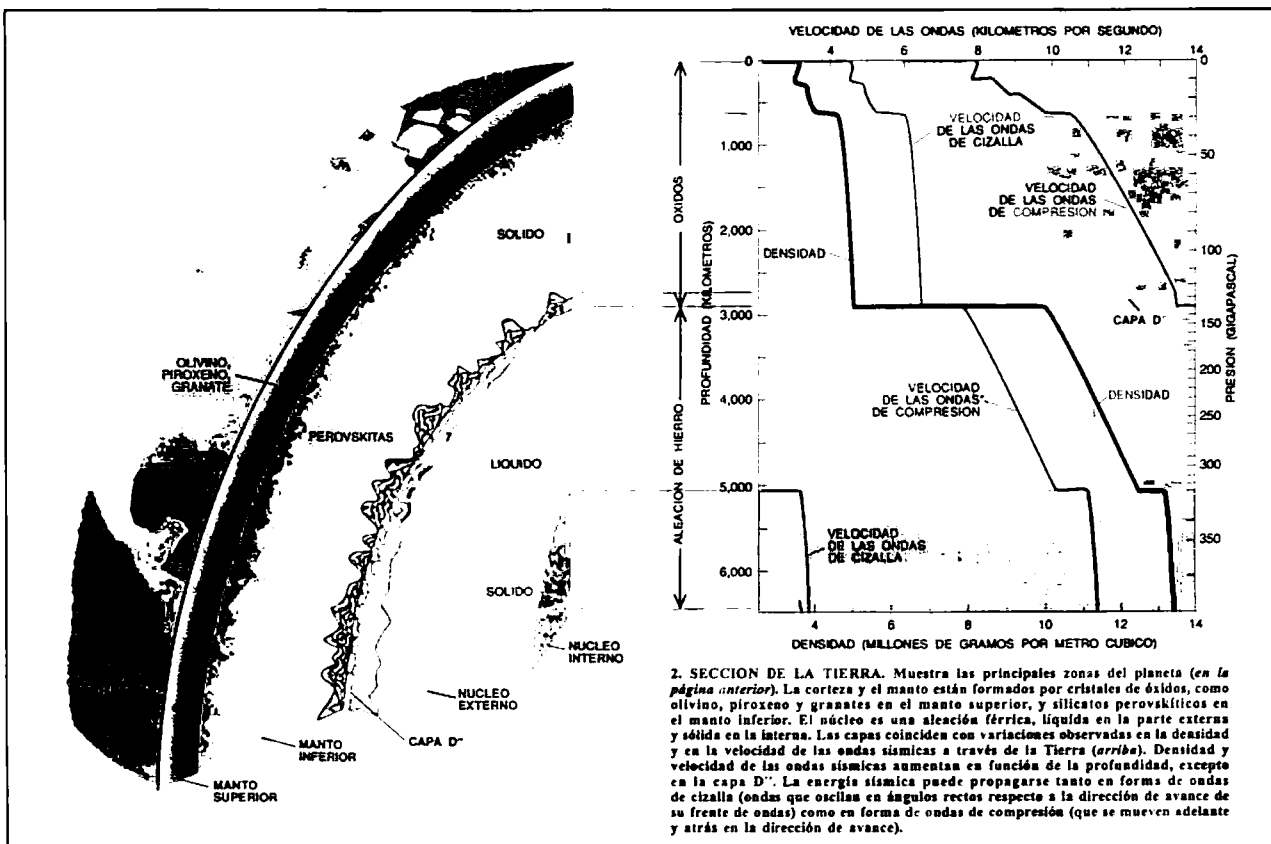 SOLIDO
OLIVINO,
PIROXENO,
GRANATE
PEROVSKITAS
LIQUIDO
SOLIDO
NUCLEO
INTERNO
NUCLEO
EXTERNO
CAPA D"
MANTO
INFERIOR
MANTO
SUPERIOR
VELOCIDAD DE LAS ONDAS (KILOMETROS POR SEGUNDO)
4 6 8 10 12 14
0
1,000
2,000
3,000
4,000
5,000
6,000
PROFUNDIDAD (KILOMETROS)
OXIDOS
ALEACION DE HIERRO
VELOCIDAD
DE LAS ONDAS
DE CIZALLA
VELOCIDAD
DE LAS ONDAS
DE COMPRESION
DENSIDAD
CAPA D"
VELOCIDAD
DE LAS ONDAS
DE COMPRESION
DENSIDAD
VELOCIDAD
DE LAS ONDAS
DE CIZALLA
0
50
100
150
200
250
300
350
PRESION (GIGAPASCAL)
4 6 8 10 12 14
DENSIDAD (MILLONES DE GRAMOS POR METRO CUBICO)
2. SECCION DE LA TIERRA. Muestra las principales zonas del planeta (en la
página anterior). La corteza y el manto están formados por cristales de óxidos, como
olivino, piroxeno y granates en el manto superior, y silicatos perovskíticos en
el manto inferior. El núcleo es una aleación férrica, líquida en la parte externa
y sólida en la interna. Las capas coinciden con variaciones observadas en la densidad
y en la velocidad de las ondas sísmicas a través de la Tierra (arriba). Densidad y
velocidad de las ondas sísmicas aumentan en función de la profundidad, excepto
en la capa D". La energía sísmica puede propagarse tanto en forma de ondas
de cizalla (ondas que oscilan en ángulos rectos respecto a la dirección de avance de
su frente de ondas) como en forma de ondas de compresión (que se mueven adelante
y atrás en la dirección de avance).